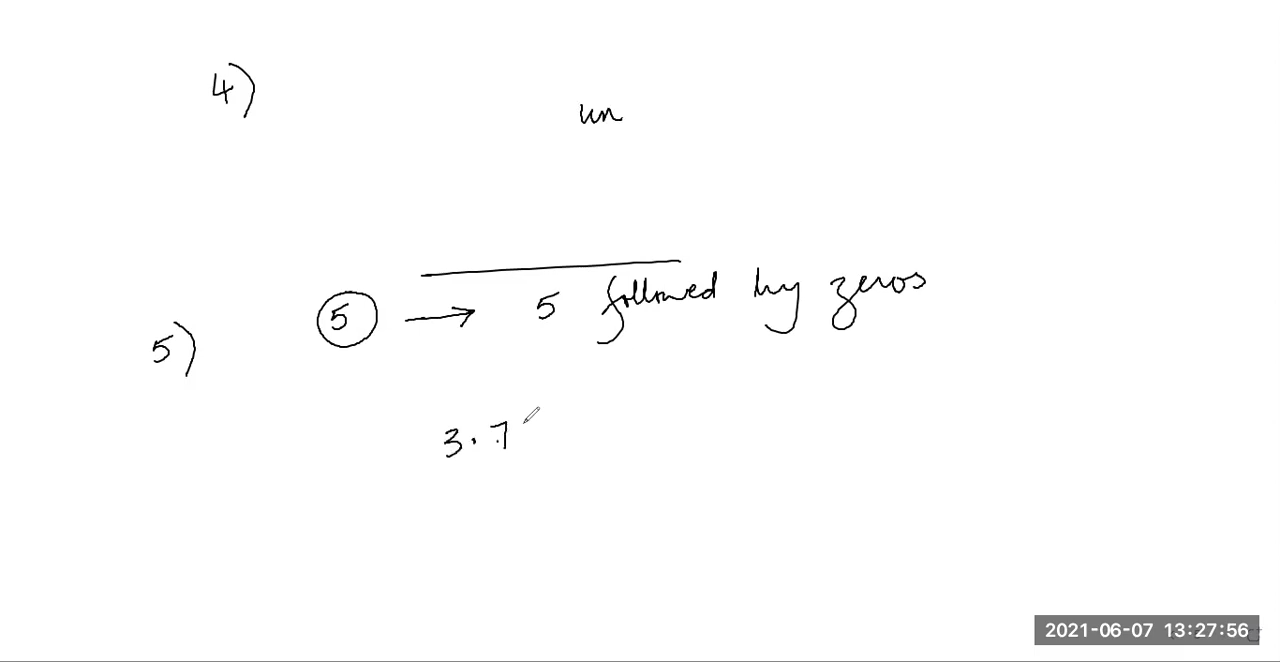 4)
un
5) 5 → 5 followed by zeros
3.7
2021-06-07 13:27:56